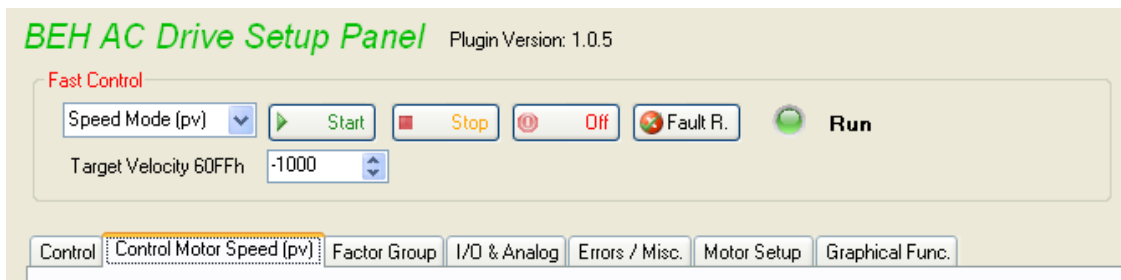 BEH AC Drive Setup Panel Plugin Version: 1.0.5
Fast Control
Speed Mode (pv) Start Stop Off Fault R. Run
Target Velocity 60FFh -1000
Control Control Motor Speed (pv) Factor Group I/O & Analog Errors / Misc. Motor Setup Graphical Func.